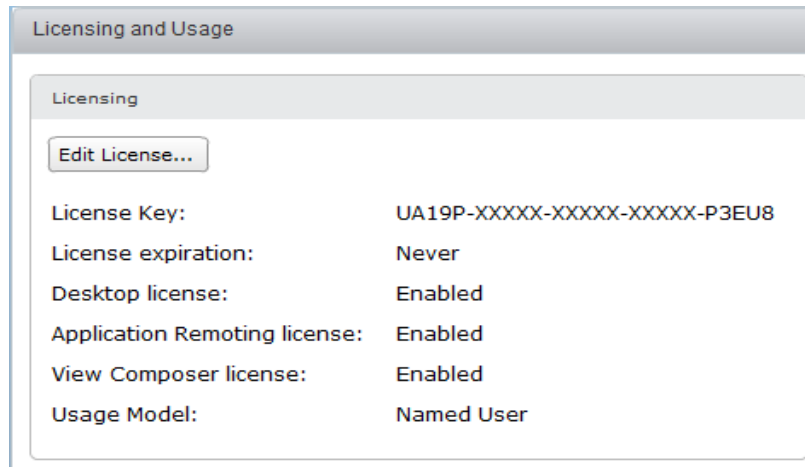 Licensing and Usage
Licensing
Edit License...
License Key: UA19P-XXXXX-XXXXX-XXXXX-P3EU8
License expiration: Never
Desktop license: Enabled
Application Remoting license: Enabled
View Composer license: Enabled
Usage Model: Named User